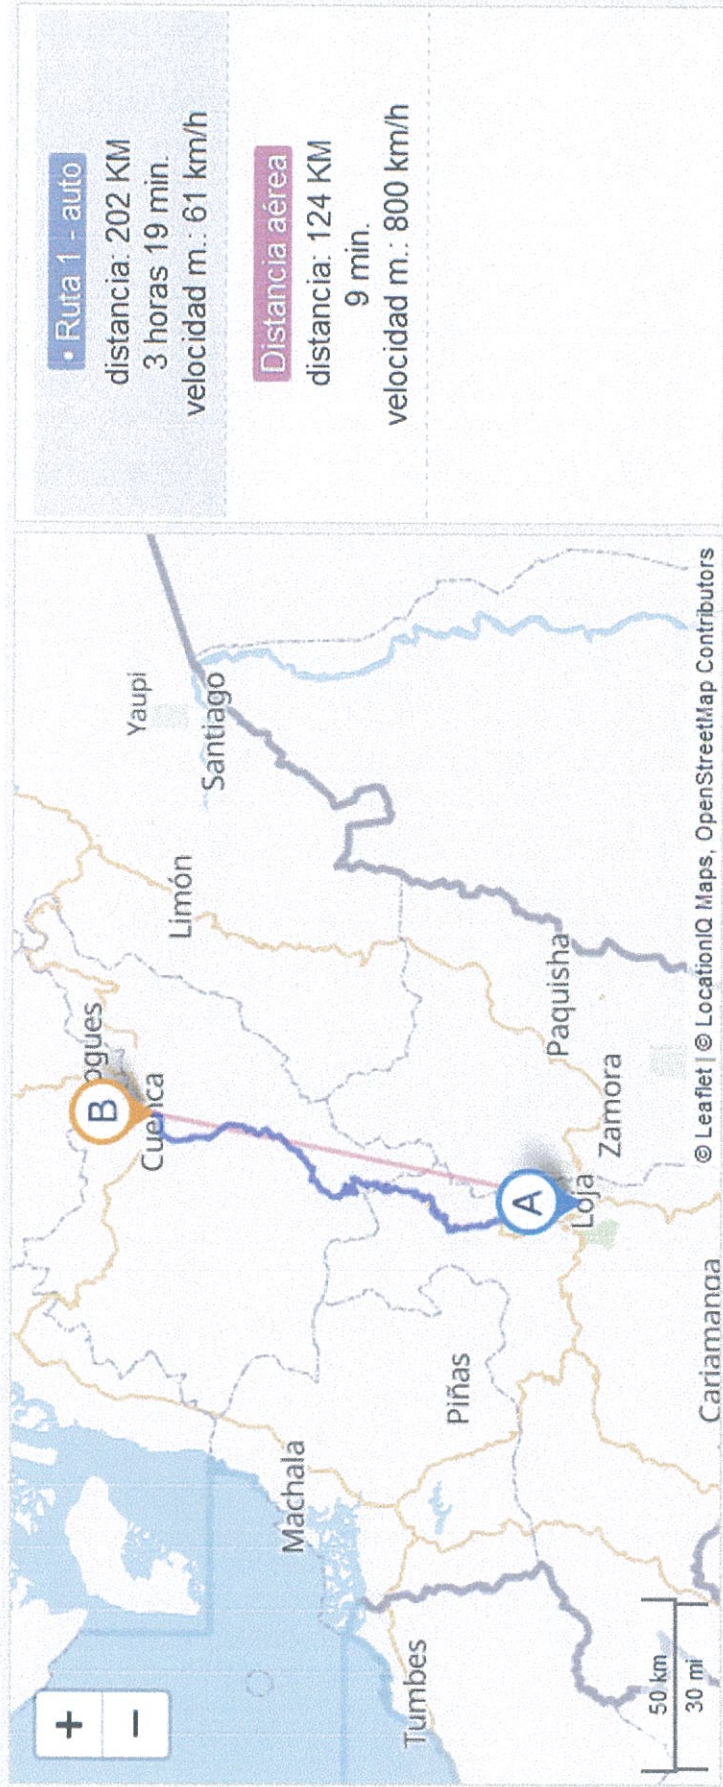 +
−
B
ogues
Cuenca
Yaupi
Limón
Santiago
Machala
Piñas
A
Loja
Paquisha
Zamora
Tumbes
Cariamanga
50 km
30 mi
© Leaflet | © LocationIQ Maps, OpenStreetMap Contributors
• Ruta 1 - auto
distancia: 202 KM
3 horas 19 min.
velocidad m.: 61 km/h
Distancia aérea
distancia: 124 KM
9 min.
velocidad m.: 800 km/h